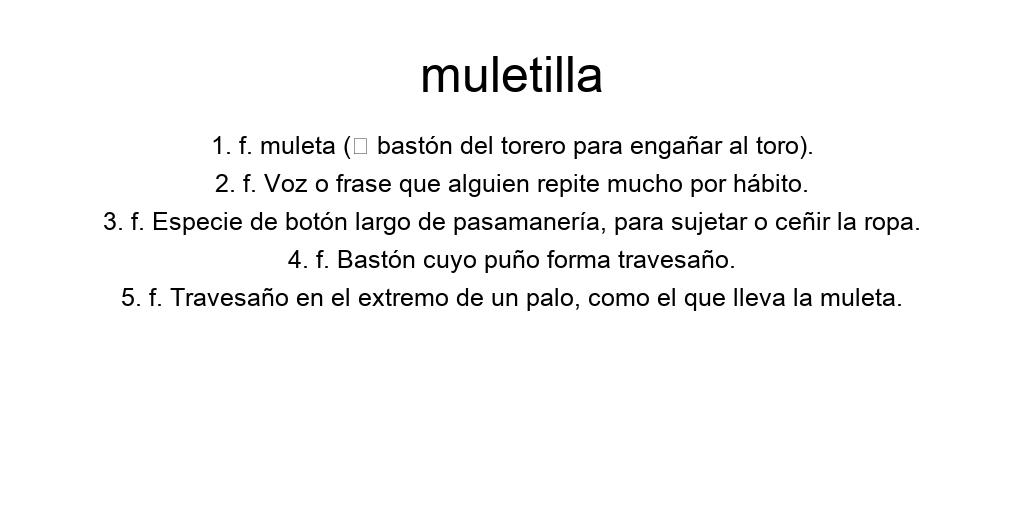 muletilla
1. f. muleta (□ bastón del torero para engañar al toro).
2. f. Voz o frase que alguien repite mucho por hábito.
3. f. Especie de botón largo de pasamanería, para sujetar o ceñir la ropa.
4. f. Bastón cuyo puño forma travesaño.
5. f. Travesaño en el extremo de un palo, como el que lleva la muleta.